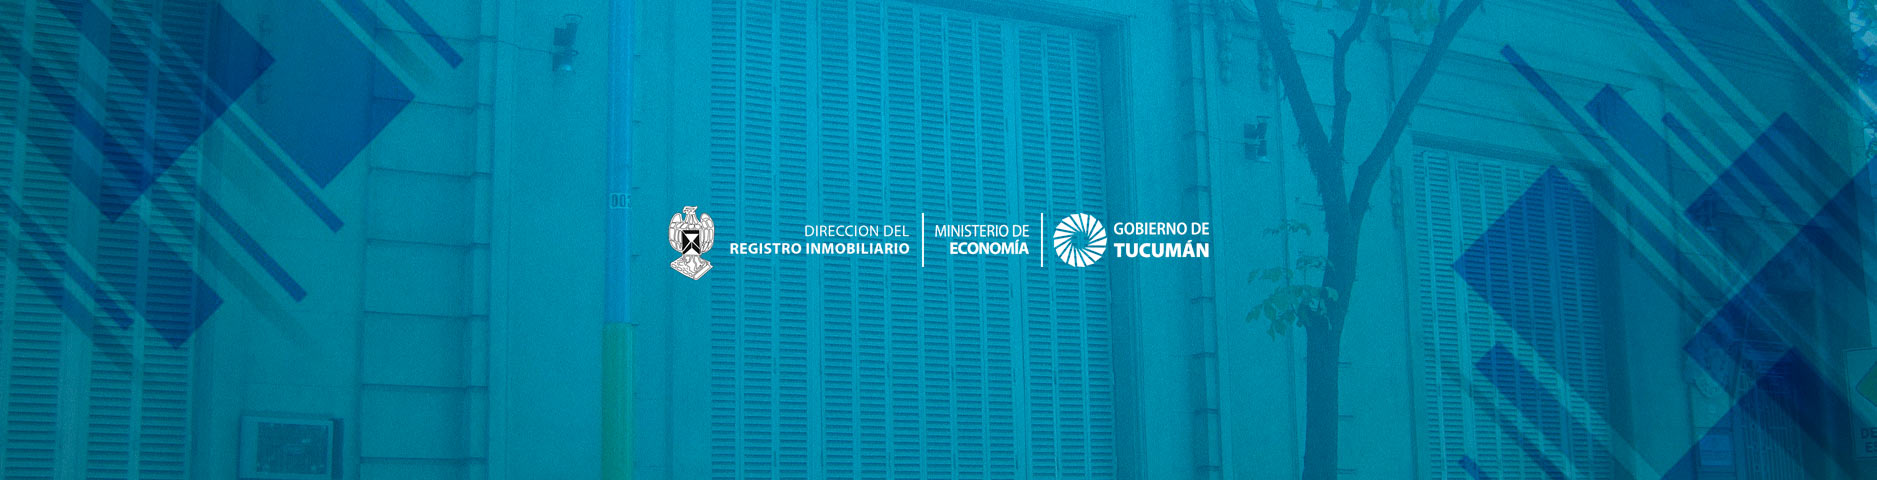 DIRECCION DEL
REGISTRO INMOBILIARIO
MINISTERIO DE
ECONOMÍA
GOBIERNO DE
TUCUMÁN